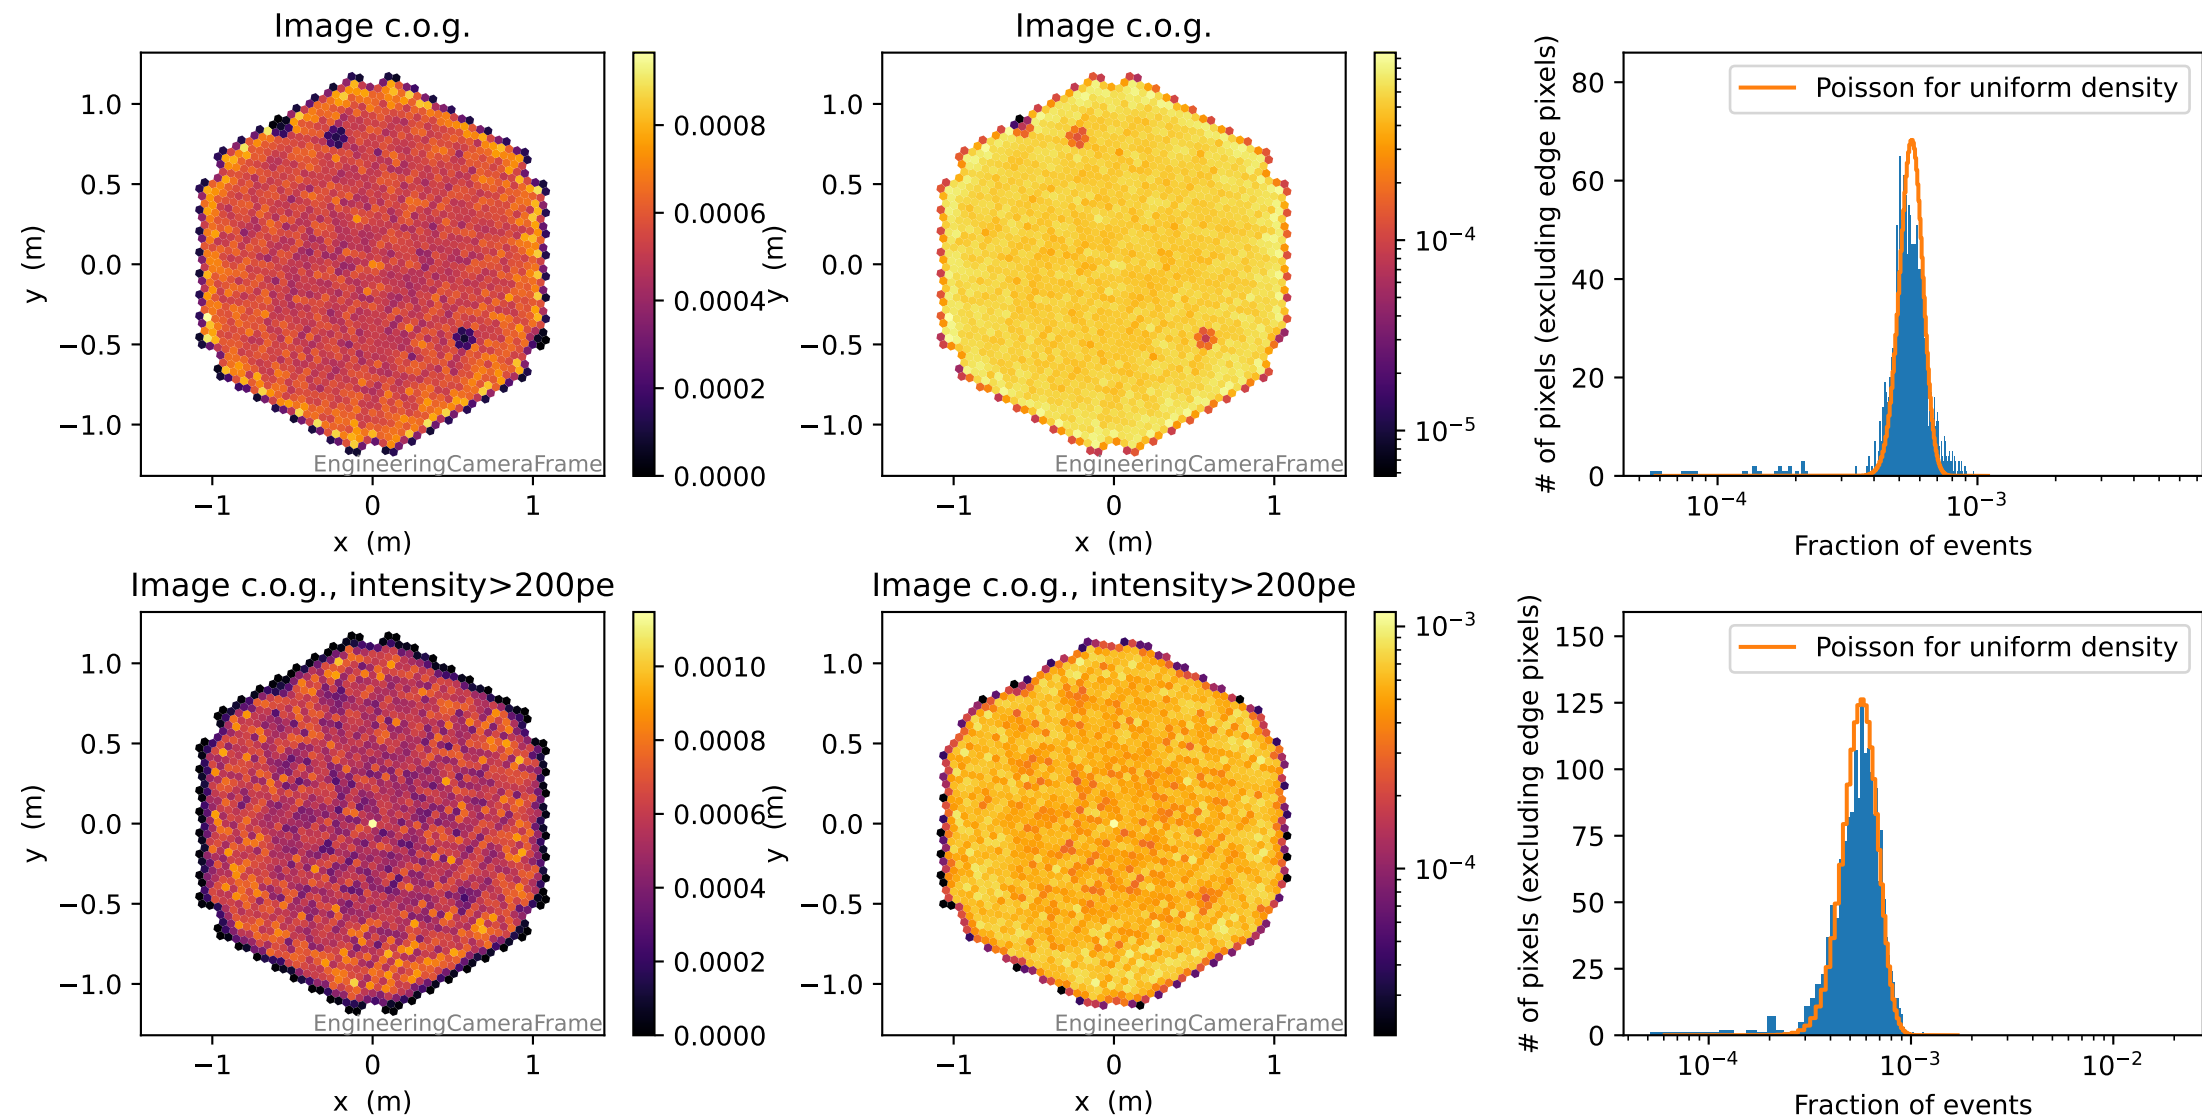 Image c.o.g.
y (m)
1.0
0.5
0.0
−0.5
−1.0
−1
0
1
x (m)
EngineeringCameraFrame
0.0008
0.0006
0.0004
0.0002
0.0000
Image c.o.g.
y (m)
1.0
0.5
0.0
−0.5
−1.0
−1
0
1
x (m)
EngineeringCameraFrame
10−4
10−5
# of pixels (excluding edge pixels)
80
60
40
20
0
Poisson for uniform density
10−4
10−3
Fraction of events
Image c.o.g., intensity>200pe
y (m)
1.0
0.5
0.0
−0.5
−1.0
−1
0
1
x (m)
EngineeringCameraFrame
0.0010
0.0008
0.0006
0.0004
0.0002
0.0000
Image c.o.g., intensity>200pe
y (m)
1.0
0.5
0.0
−0.5
−1.0
−1
0
1
x (m)
EngineeringCameraFrame
10−3
10−4
# of pixels (excluding edge pixels)
150
125
100
75
50
25
0
Poisson for uniform density
10−4
10−3
10−2
Fraction of events